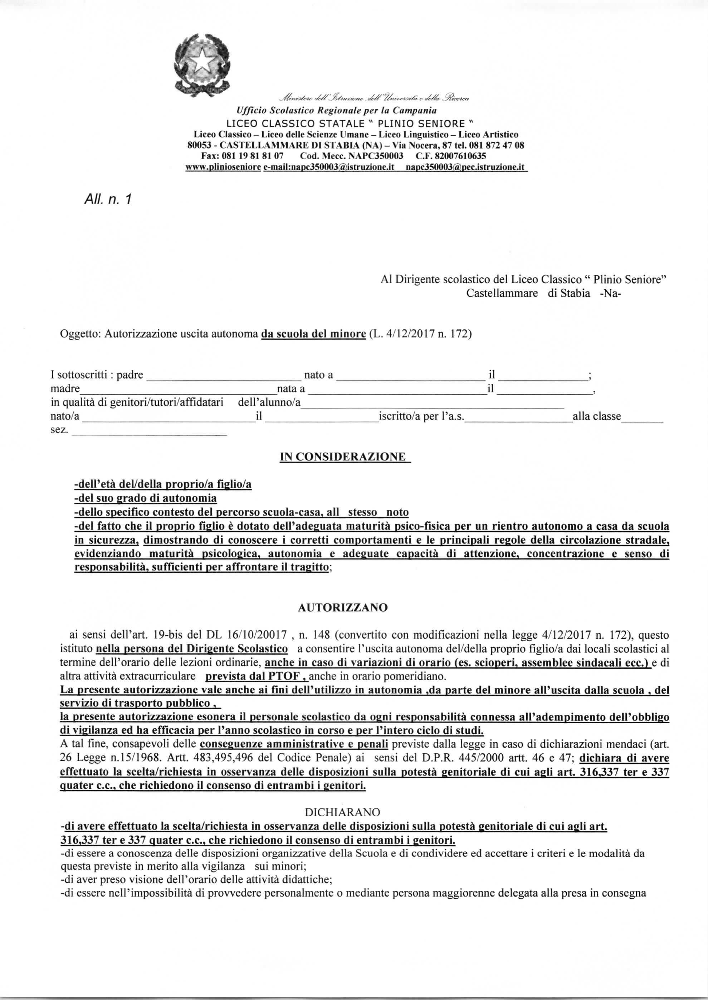 REPVBBLICA ITALIANA
Ministero dell'Istruzione ,dell'Università e della Ricerca
Ufficio Scolastico Regionale per la Campania
LICEO CLASSICO STATALE “ PLINIO SENIORE “
Liceo Classico – Liceo delle Scienze Umane – Liceo Linguistico – Liceo Artistico
80053 - CASTELLAMMARE DI STABIA (NA) – Via Nocera, 87 tel. 081 872 47 08
Fax: 081 19 81 81 07 Cod. Mecc. NAPC350003 C.F. 82007610635
www.plinioseniore e-mail:napc350003@istruzione.it napc350003@pec.istruzione.it
All. n. 1
Al Dirigente scolastico del Liceo Classico “ Plinio Seniore”
Castellammare di Stabia -Na-
Oggetto: Autorizzazione uscita autonoma da scuola del minore (L. 4/12/2017 n. 172)
I sottoscritti : padre ________________________ nato a ________________________ il ______________;
madre______________________________nata a ____________________________il _______________,
in qualità di genitori/tutori/affidatari dell’alunno/a________________________________________
nato/a ___________________________il __________________iscritto/a per l’a.s._________________alla classe_______
sez. ________________________
IN CONSIDERAZIONE
-dell’età del/della proprio/a figlio/a
-del suo grado di autonomia
-dello specifico contesto del percorso scuola-casa, all stesso noto
-del fatto che il proprio figlio è dotato dell’adeguata maturità psico-fisica per un rientro autonomo a casa da scuola
in sicurezza, dimostrando di conoscere i corretti comportamenti e le principali regole della circolazione stradale,
evidenziando maturità psicologica, autonomia e adeguate capacità di attenzione, concentrazione e senso di
responsabilità, sufficienti per affrontare il tragitto;
AUTORIZZANO
ai sensi dell’art. 19-bis del DL 16/10/20017 , n. 148 (convertito con modificazioni nella legge 4/12/2017 n. 172), questo
istituto nella persona del Dirigente Scolastico a consentire l’uscita autonoma del/della proprio figlio/a dai locali scolastici al
termine dell’orario delle lezioni ordinarie, anche in caso di variazioni di orario (es. scioperi, assemblee sindacali ecc.) e di
altra attività extracurriculare prevista dal PTOF , anche in orario pomeridiano.
La presente autorizzazione vale anche ai fini dell’utilizzo in autonomia ,da parte del minore all’uscita dalla scuola , del
servizio di trasporto pubblico ,
la presente autorizzazione esonera il personale scolastico da ogni responsabilità connessa all’adempimento dell’obbligo
di vigilanza ed ha efficacia per l’anno scolastico in corso e per l’intero ciclo di studi.
A tal fine, consapevoli delle conseguenze amministrative e penali previste dalla legge in caso di dichiarazioni mendaci (art.
26 Legge n.15/1968. Artt. 483,495,496 del Codice Penale) ai sensi del D.P.R. 445/2000 artt. 46 e 47; dichiara di avere
effettuato la scelta/richiesta in osservanza delle disposizioni sulla potestà genitoriale di cui agli art. 316,337 ter e 337
quater c.c., che richiedono il consenso di entrambi i genitori.
DICHIARANO
-di avere effettuato la scelta/richiesta in osservanza delle disposizioni sulla potestà genitoriale di cui agli art.
316,337 ter e 337 quater c.c., che richiedono il consenso di entrambi i genitori.
-di essere a conoscenza delle disposizioni organizzative della Scuola e di condividere ed accettare i criteri e le modalità da
questa previste in merito alla vigilanza sui minori;
-di aver preso visione dell’orario delle attività didattiche;
-di essere nell’impossibilità di provvedere personalmente o mediante persona maggiorenne delegata alla presa in consegna